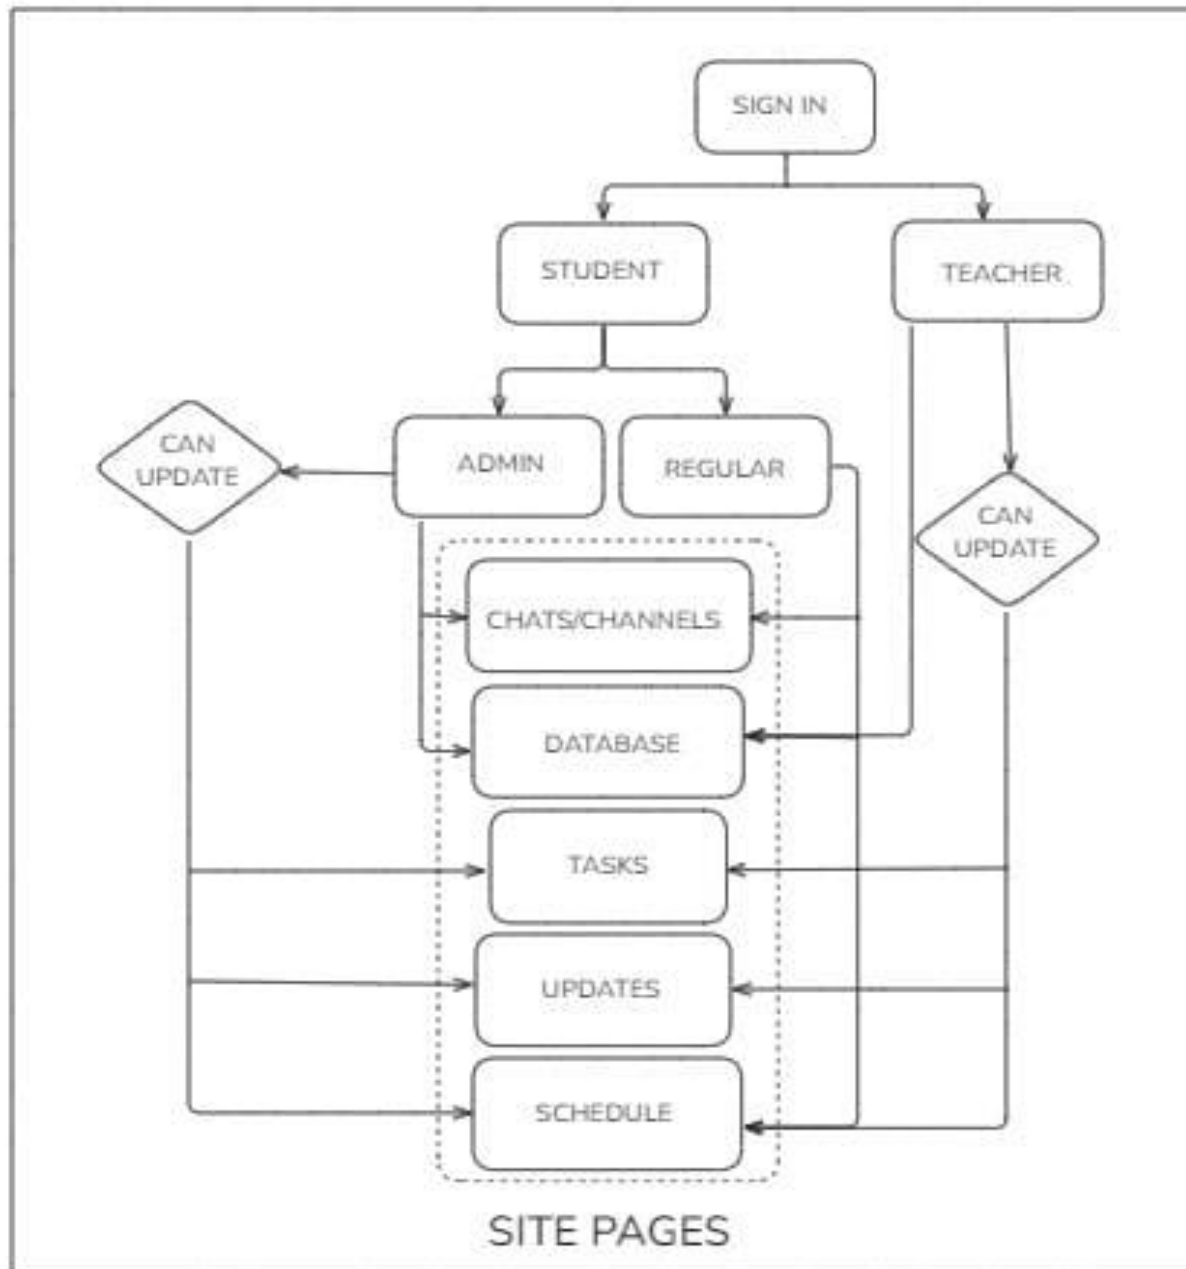 SIGN IN
STUDENT
TEACHER
CAN
UPDATE
ADMIN
REGULAR
CAN
UPDATE
CHATS/CHANNELS
DATABASE
TASKS
UPDATES
SCHEDULE
SITE PAGES